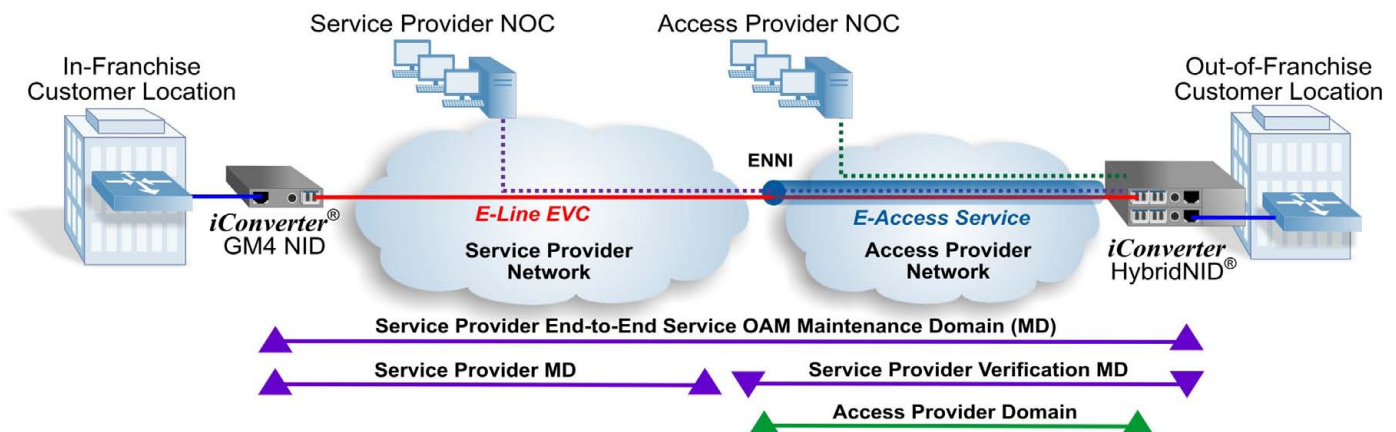 Service Provider NOC
Access Provider NOC
In-Franchise
Customer Location
Out-of-Franchise
Customer Location
ENNI
iConverter®
GM4 NID
E-Line EVC
Service Provider
Network
E-Access Service
Access Provider
Network
iConverter
HybridNID®
Service Provider End-to-End Service OAM Maintenance Domain (MD)
Service Provider MD
Service Provider Verification MD
Access Provider Domain